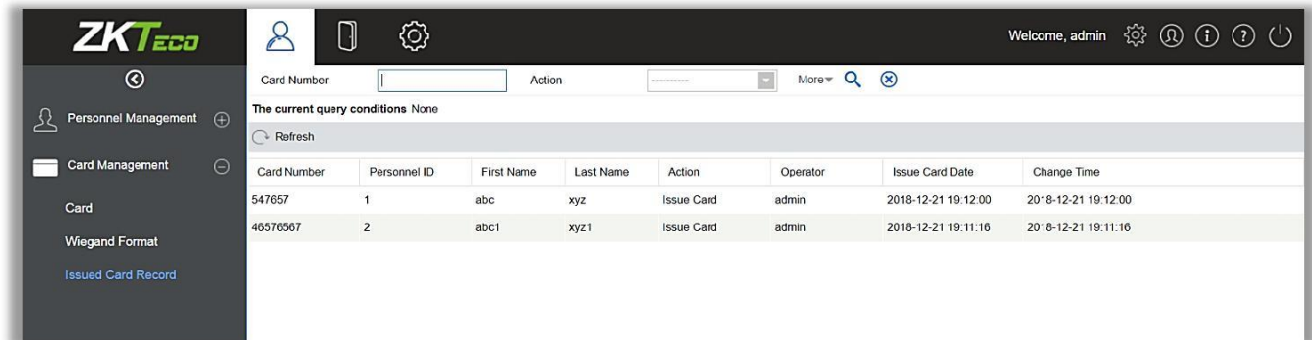 ZKTeco
Welcome, admin
Card Number Action ---------- More
The current query conditions None
Personnel Management
Refresh
Card Management
Card Number Personnel ID First Name Last Name Action Operator Issue Card Date Change Time
547657 1 abc xyz Issue Card admin 2018-12-21 19:12:00 2018-12-21 19:12:00
46576567 2 abc1 xyz1 Issue Card admin 2018-12-21 19:11:16 2018-12-21 19:11:16
Card
Wiegand Format
Issued Card Record